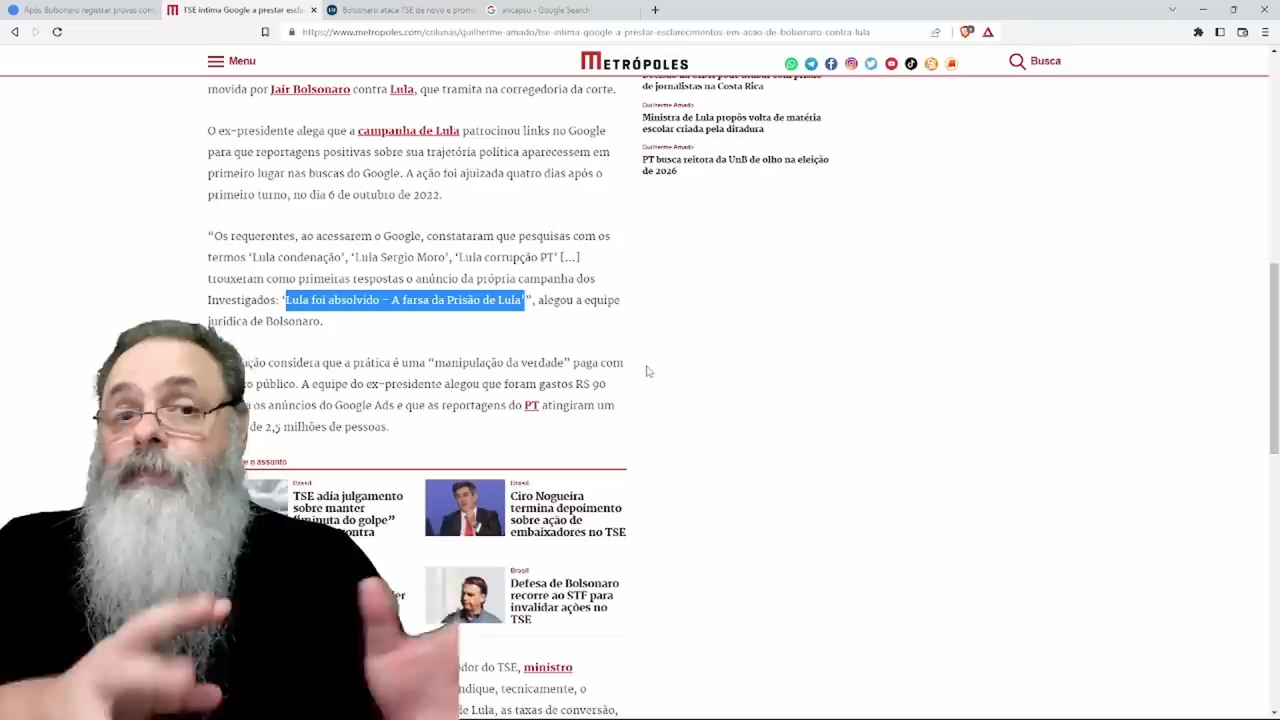 Após Bolsonaro registrar provas cont
TSE intima Google a prestar escla
Bolsonaro ataca TSE de novo e prom
ancapsu - Google Search
https://www.metropoles.com/colunas/guilherme-amado/tse-intima-google-a-prestar-esclarecimentos-em-acao-de-bolsonaro-contra-lula
Menu
METRÓPOLES
Busca
movida por Jair Bolsonaro contra Lula, que tramita na corregedoria da corte.
O ex-presidente alega que a campanha de Lula patrocinou links no Google
para que reportagens positivas sobre sua trajetória política aparecessem em
primeiro lugar nas buscas do Google. A ação foi ajuizada quatro dias após o
primeiro turno, no dia 6 de outubro de 2022.
“Os requerentes, ao acessarem o Google, constataram que pesquisas com os
termos ‘Lula condenação’, ‘Lula Sergio Moro’, ‘Lula corrupção PT’ [...]
trouxeram como primeiras respostas o anúncio da própria campanha dos
Investigados: ‘Lula foi absolvido – A farsa da Prisão de Lula’”, alegou a equipe
jurídica de Bolsonaro.
ação considera que a prática é uma “manipulação da verdade” paga com
o público. A equipe do ex-presidente alegou que foram gastos R$ 90
os anúncios do Google Ads e que as reportagens do PT atingiram um
de 2,5 milhões de pessoas.
e o assunto
Brasil
TSE adia julgamento
sobre manter
“minuta do golpe”
ontra
Brasil
Ciro Nogueira
termina depoimento
sobre ação de
embaixadores no TSE
er
Brasil
Defesa de Bolsonaro
recorre ao STF para
invalidar ações no
TSE
dor do TSE, ministro
ndique, tecnicamente, o
e Lula, as taxas de conversão,
Decisão da CIDH pode acabar com prisão
de jornalistas na Costa Rica
Guilherme Amado
Ministra de Lula propôs volta de matéria
escolar criada pela ditadura
Guilherme Amado
PT busca reitora da UnB de olho na eleição
de 2026